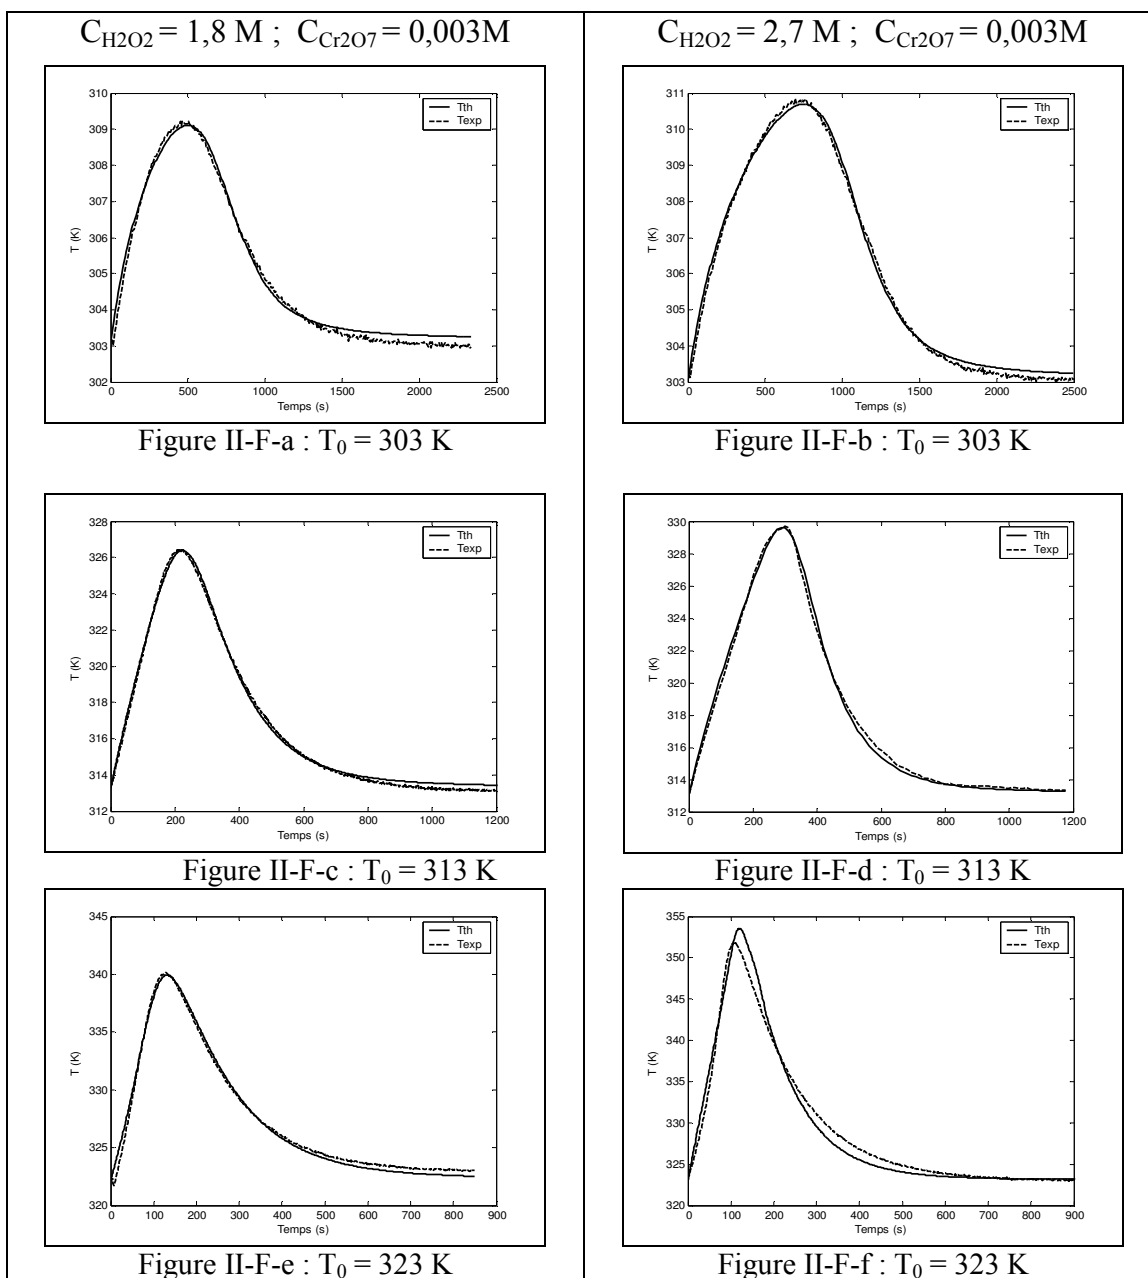 C_H2O2 = 1,8 M ; C_Cr2O7 = 0,003M
C_H2O2 = 2,7 M ; C_Cr2O7 = 0,003M
310
309
308
307
306
305
304
303
302
T (K)
0 500 1000 1500 2000 2500
Temps (s)
Tth
Texp
Figure II-F-a : T0 = 303 K
311
310
309
308
307
306
305
304
303
T (K)
0 500 1000 1500 2000 2500
Temps (s)
Tth
Texp
Figure II-F-b : T0 = 303 K
328
326
324
322
320
318
316
314
312
T (K)
0 200 400 600 800 1000 1200
Temps (s)
Tth
Texp
Figure II-F-c : T0 = 313 K
330
328
326
324
322
320
318
316
314
312
T (K)
0 200 400 600 800 1000 1200
Temps (s)
Tth
Texp
Figure II-F-d : T0 = 313 K
345
340
335
330
325
320
T (K)
0 100 200 300 400 500 600 700 800 900
Temps (s)
Tth
Texp
Figure II-F-e : T0 = 323 K
355
350
345
340
335
330
325
320
T (K)
0 100 200 300 400 500 600 700 800 900
Temps (s)
Tth
Texp
Figure II-F-f : T0 = 323 K